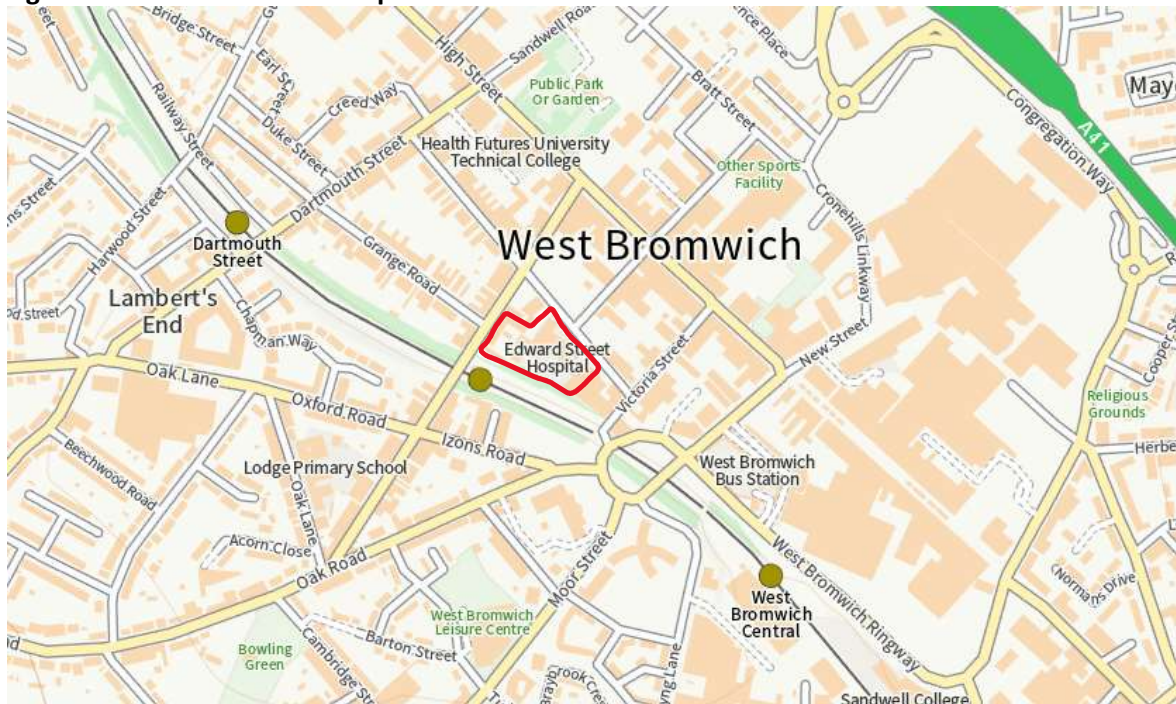 Bridge Street
Earl Street
Railway Street
Duke Street
Creed Way
High Street
Sandwell Road
Public Park
Or Garden
Bratt Street
Congregation Way
A41
Health Futures University
Technical College
Other Sports
Facility
Dartmouth Street
Harwood Street
Dartmouth
Street
Grange Road
West Bromwich
Cronehills Linkway
Lambert's
End
Chapman Way
Edward Street
Hospital
Victoria Street
New Street
Oak Lane
Oxford Road
Izons Road
Religious
Grounds
Beechwood Road
Lodge Primary School
Oak Lane
West Bromwich
Bus Station
Acorn Close
Oak Road
Moor Street
West Bromwich Ringway
Normans Drive
West
Bromwich
Central
West Bromwich
Leisure Centre
Bowling
Green
Barton Street
Cambridge
Sandwell College